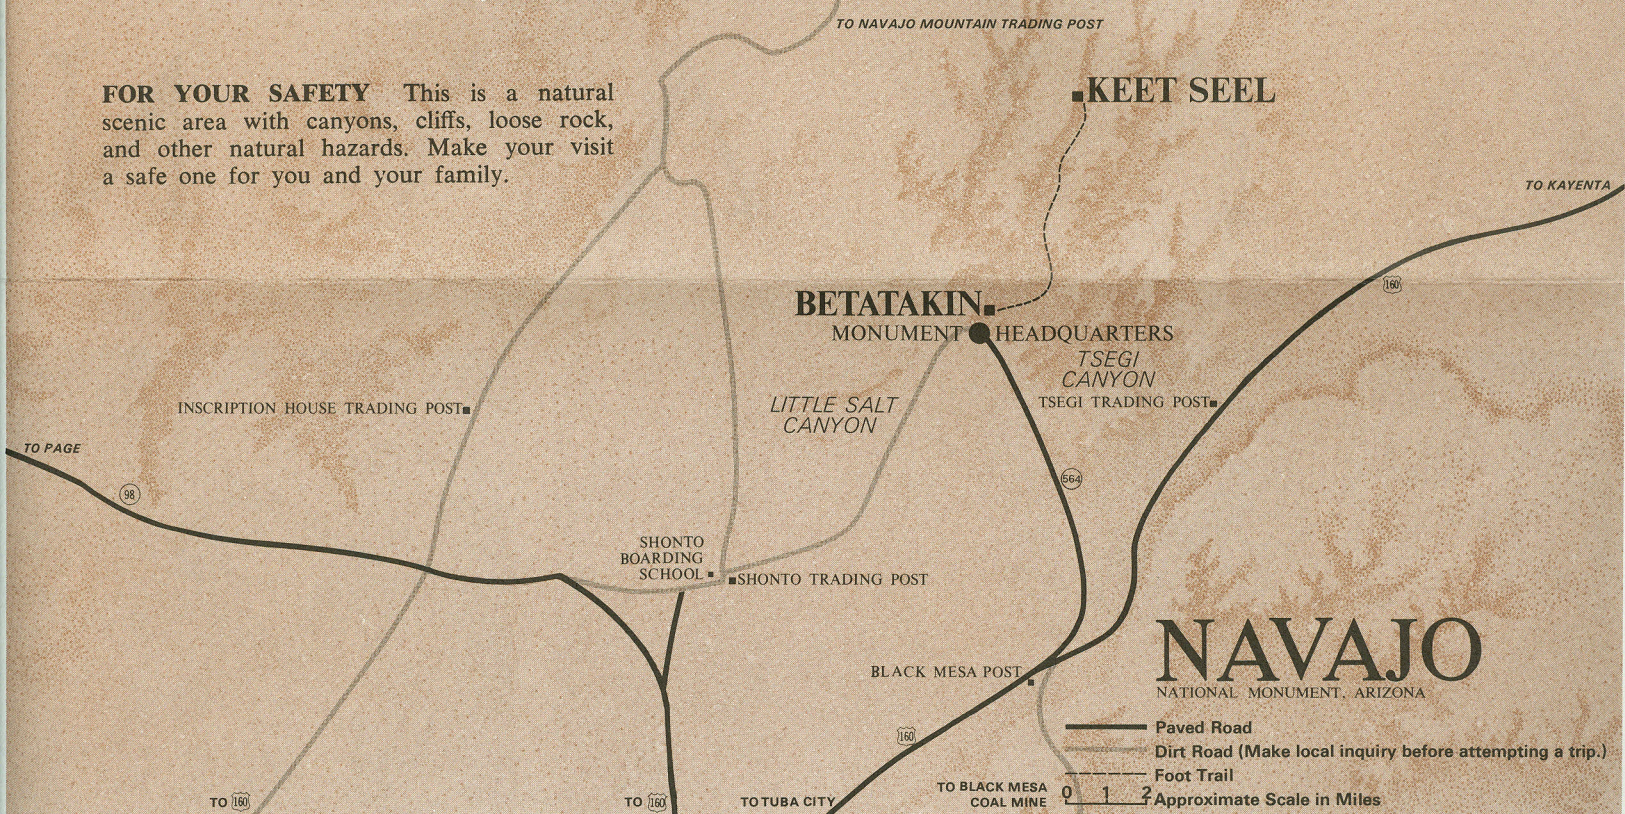 TO NAVAJO MOUNTAIN TRADING POST
FOR YOUR SAFETY This is a natural
scenic area with canyons, cliffs, loose rock,
and other natural hazards. Make your visit
a safe one for you and your family.
KEET SEEL
TO KAYENTA
160
BETATAKIN
MONUMENT HEADQUARTERS
TSEGI
CANYON
TSEGI TRADING POST
LITTLE SALT
CANYON
INSCRIPTION HOUSE TRADING POST
TO PAGE
98
564
SHONTO
BOARDING
SCHOOL
SHONTO TRADING POST
BLACK MESA POST
NAVAJO
NATIONAL MONUMENT, ARIZONA
Paved Road
160
Dirt Road (Make local inquiry before attempting a trip.)
Foot Trail
0 1 2 Approximate Scale in Miles
TO BLACK MESA
COAL MINE
TO 160
TO 160
TO TUBA CITY